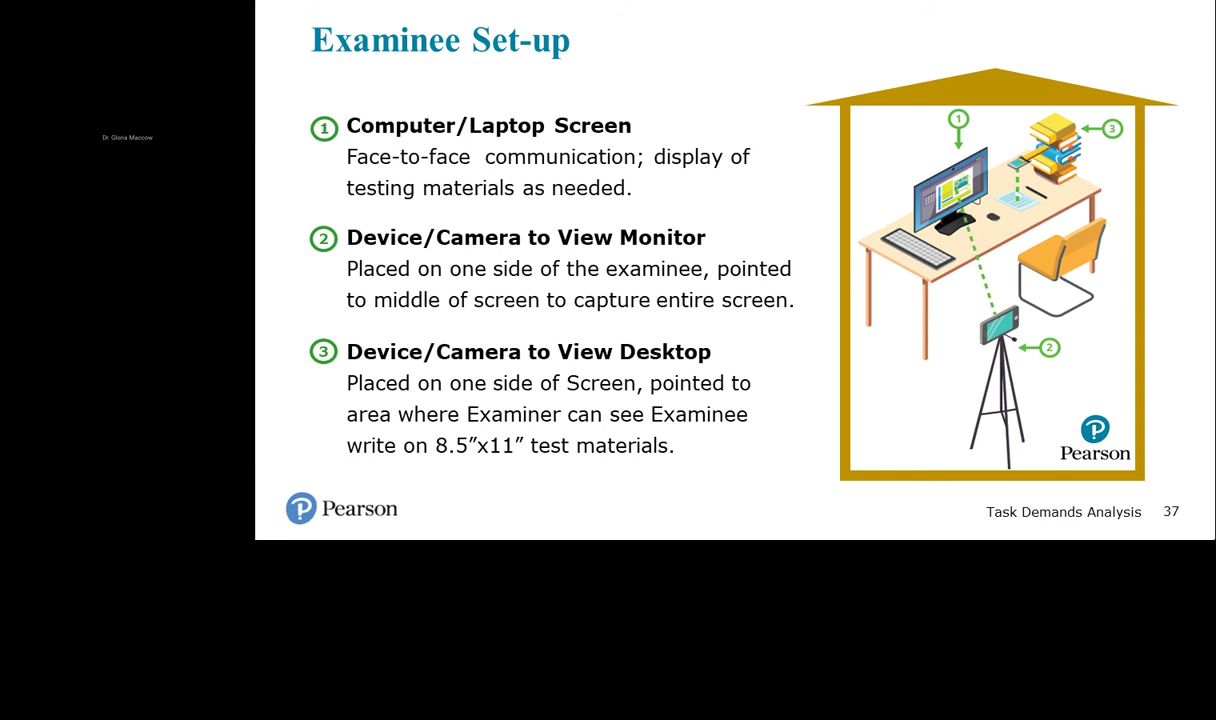 Examinee Set-up
Dr. Gloria Maccow
1 Computer/Laptop Screen
Face-to-face communication; display of
testing materials as needed.
2 Device/Camera to View Monitor
Placed on one side of the examinee, pointed
to middle of screen to capture entire screen.
3 Device/Camera to View Desktop
Placed on one side of Screen, pointed to
area where Examiner can see Examinee
write on 8.5”x11” test materials.
1
3
2
Pearson
Pearson
Task Demands Analysis 37